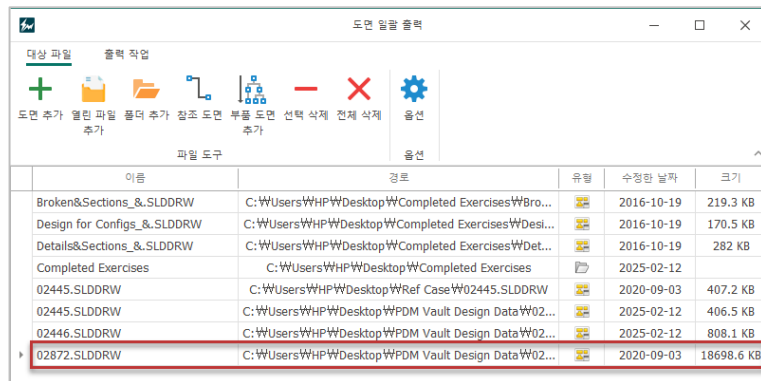 도면 일괄 출력
대상 파일 출력 작업
도면 추가 열린 파일 추가 폴더 추가 참조 도면 부품 도면 추가 선택 삭제 전체 삭제 옵션
파일 도구 옵션
이름 경로 유형 수정한 날짜 크기
Broken&Sections_&.SLDDRW C:₩Users₩HP₩Desktop₩Completed Exercises₩Bro... 2016-10-19 219.3 KB
Design for Configs_&.SLDDRW C:₩Users₩HP₩Desktop₩Completed Exercises₩Desi... 2016-10-19 170.5 KB
Details&Sections_&.SLDDRW C:₩Users₩HP₩Desktop₩Completed Exercises₩Det... 2016-10-19 282 KB
Completed Exercises C:₩Users₩HP₩Desktop₩Completed Exercises 2025-02-12
02445.SLDDRW C:₩Users₩HP₩Desktop₩Ref Case₩02445.SLDDRW 2020-09-03 407.2 KB
02445.SLDDRW C:₩Users₩HP₩Desktop₩PDM Vault Design Data₩02... 2025-02-12 406.5 KB
02446.SLDDRW C:₩Users₩HP₩Desktop₩PDM Vault Design Data₩02... 2025-02-12 808.1 KB
02872.SLDDRW C:₩Users₩HP₩Desktop₩PDM Vault Design Data₩02... 2020-09-03 18698.6 KB